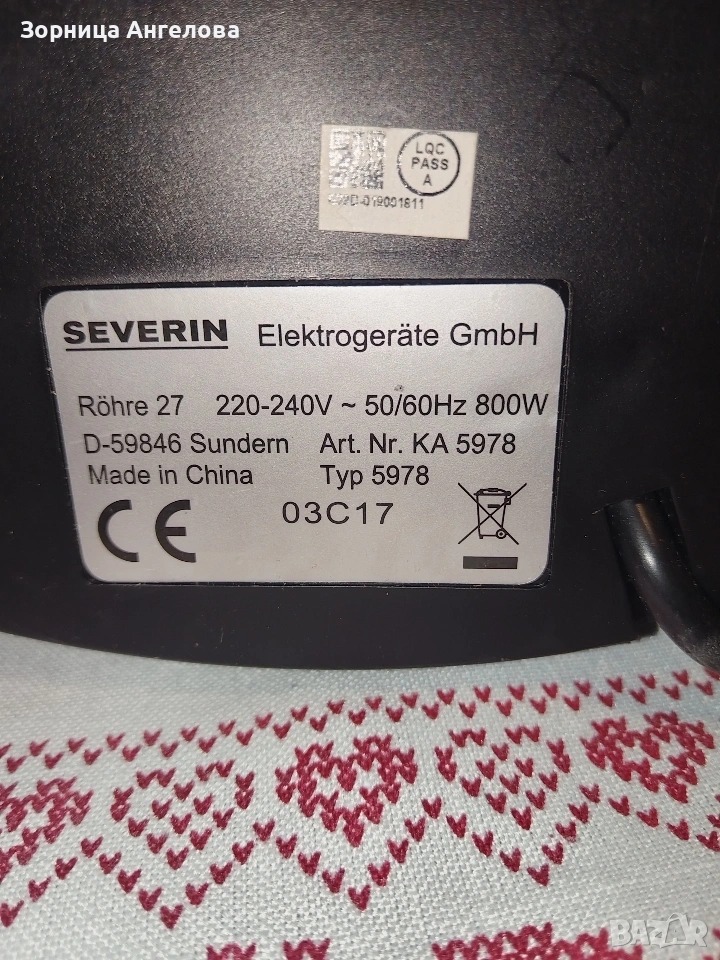 Зорница Ангелова
LQC
PASS
A
SEVERIN Elektrogeräte GmbH
Röhre 27 220-240V ~ 50/60Hz 800W
D-59846 Sundern Art. Nr. KA 5978
Made in China Typ 5978
CE 03C17
BAZAR